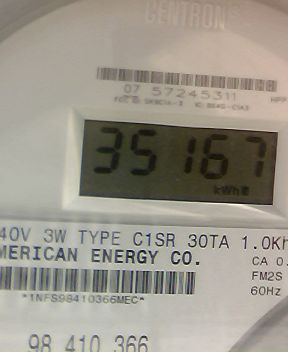 CENTRON
07 57245311
35167
kWh
40V 3W TYPE C1SR 30TA 1.0Kh
MERICAN ENERGY CO.
CA 0.
FM2S
*1NFS98410366MEC*
60Hz
98 410 366